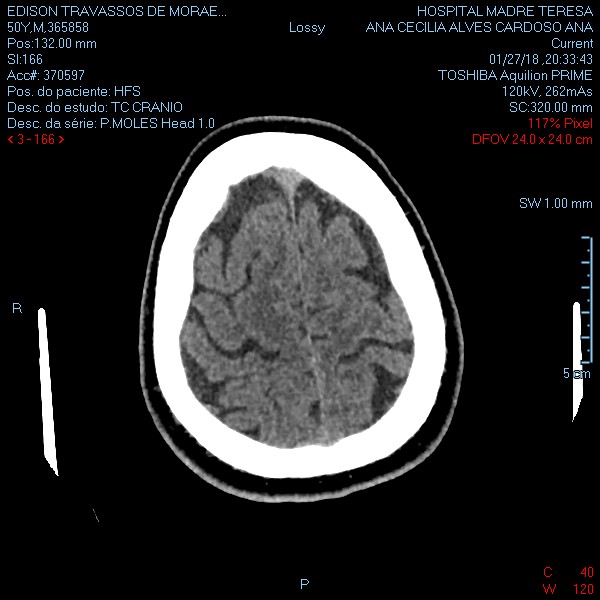 EDISON TRAVASSOS DE MORAE...
50Y,M,365858
Pos:132.00 mm
SI:166
Acc#: 370597
Pos. do paciente: HFS
Desc. do estudo: TC CRANIO
Desc. da série: P.MOLES Head 1.0
< 3 - 166 >
Lossy
HOSPITAL MADRE TERESA
ANA CECILIA ALVES CARDOSO ANA
Current
01/27/18 ,20:33:43
TOSHIBA Aquilion PRIME
120kV, 262mAs
SC:320.00 mm
117% Pixel
DFOV 24.0 x 24.0 cm
SW 1.00 mm
R
5 cm
P
C 40
W 120